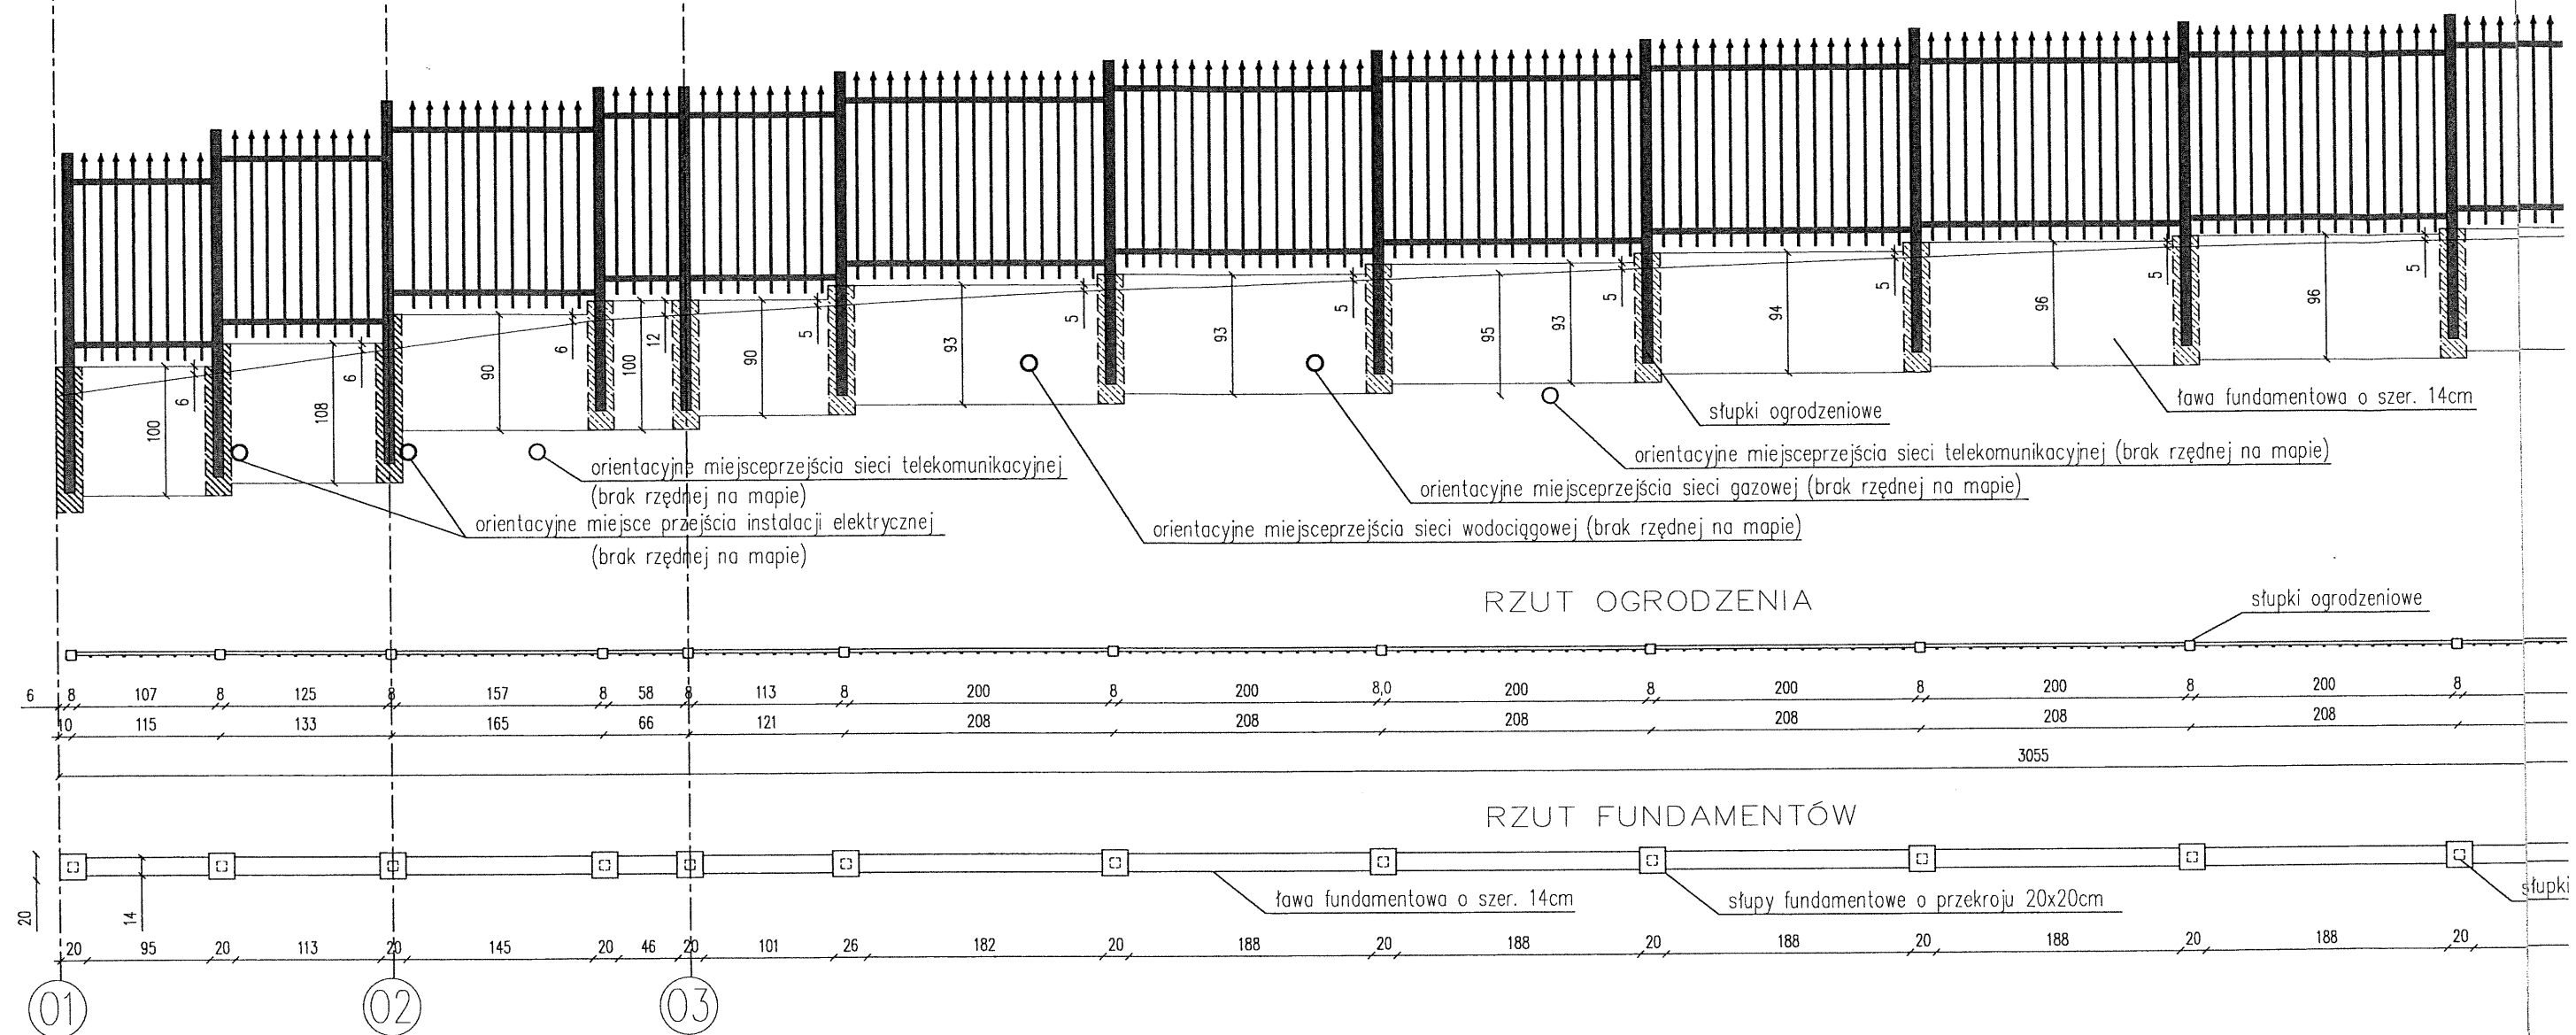 6
100
6
108
6
90
6
100
12
90
5
93
5
93
5
95
93
5
94
5
96
5
96
5
słupki ogrodzeniowe
ława fundamentowa o szer. 14cm
orientacyjne miejsceprzejścia sieci telekomunikacyjnej
(brak rzędnej na mapie)
orientacyjne miejsce przejścia instalacji elektrycznej
(brak rzędnej na mapie)
orientacyjne miejsceprzejścia sieci telekomunikacyjnej (brak rzędnej na mapie)
orientacyjne miejsceprzejścia sieci gazowej (brak rzędnej na mapie)
orientacyjne miejsceprzejścia sieci wodociągowej (brak rzędnej na mapie)
RZUT OGRODZENIA
słupki ogrodzeniowe
6 8 107 8 125 8 157 8 58 8 113 8 200 8 200 8,0 200 8 200 8 200 8 200 8
10 115 133 165 66 121 208 208 208 208 208 208
3055
RZUT FUNDAMENTÓW
ława fundamentowa o szer. 14cm
słupy fundamentowe o przekroju 20x20cm
słupki
20
14
20 95 20 113 20 145 20 46 20 101 26 182 20 188 20 188 20 188 20 188 20 188 20
01 02 03